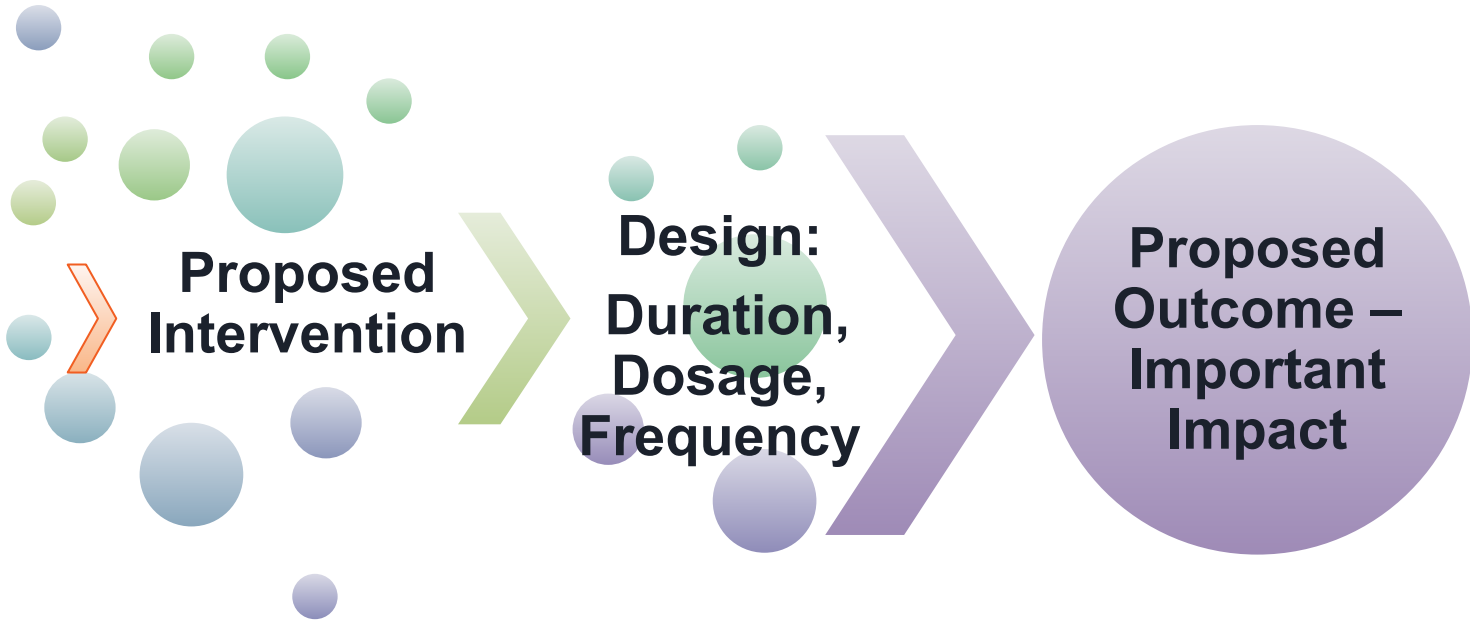 Proposed
Intervention
Design:
Duration,
Dosage,
Frequency
Proposed
Outcome –
Important
Impact